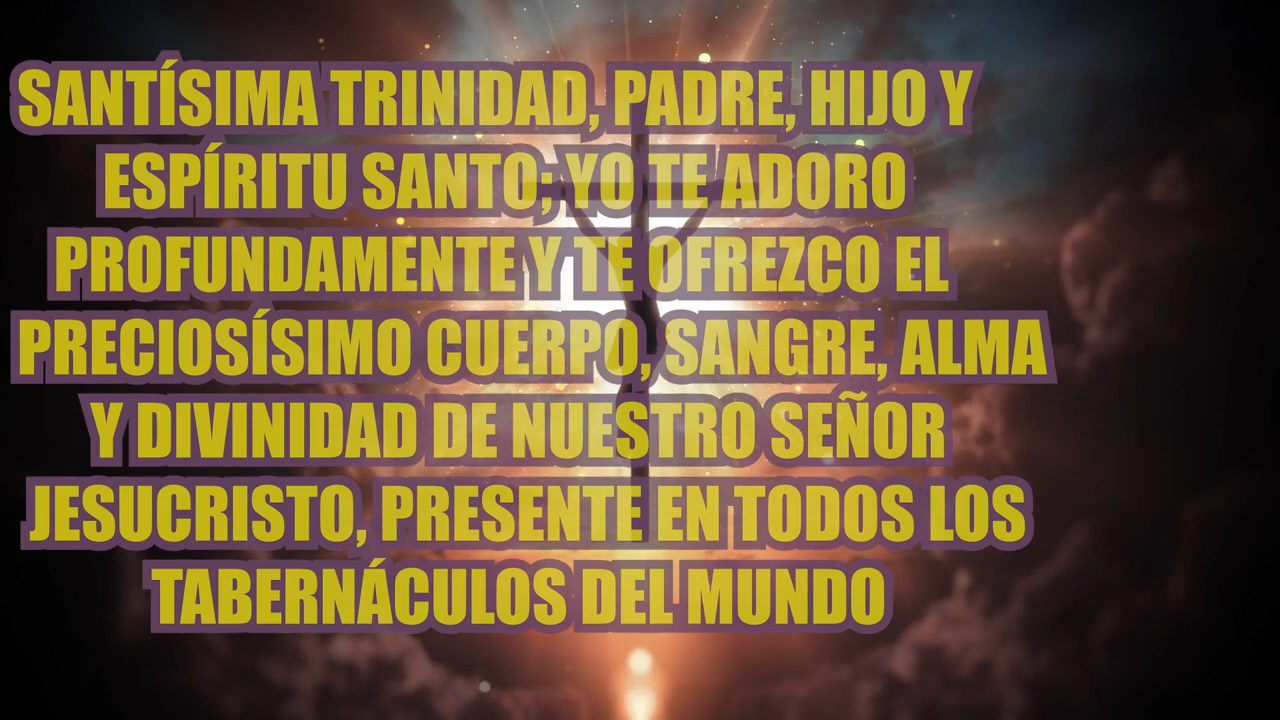 SANTÍSIMA TRINIDAD, PADRE, HIJO Y
ESPÍRITU SANTO; YO TE ADORO
PROFUNDAMENTE Y TE OFREZCO EL
PRECIOSÍSIMO CUERPO, SANGRE, ALMA
Y DIVINIDAD DE NUESTRO SEÑOR
JESUCRISTO, PRESENTE EN TODOS LOS
TABERNÁCULOS DEL MUNDO